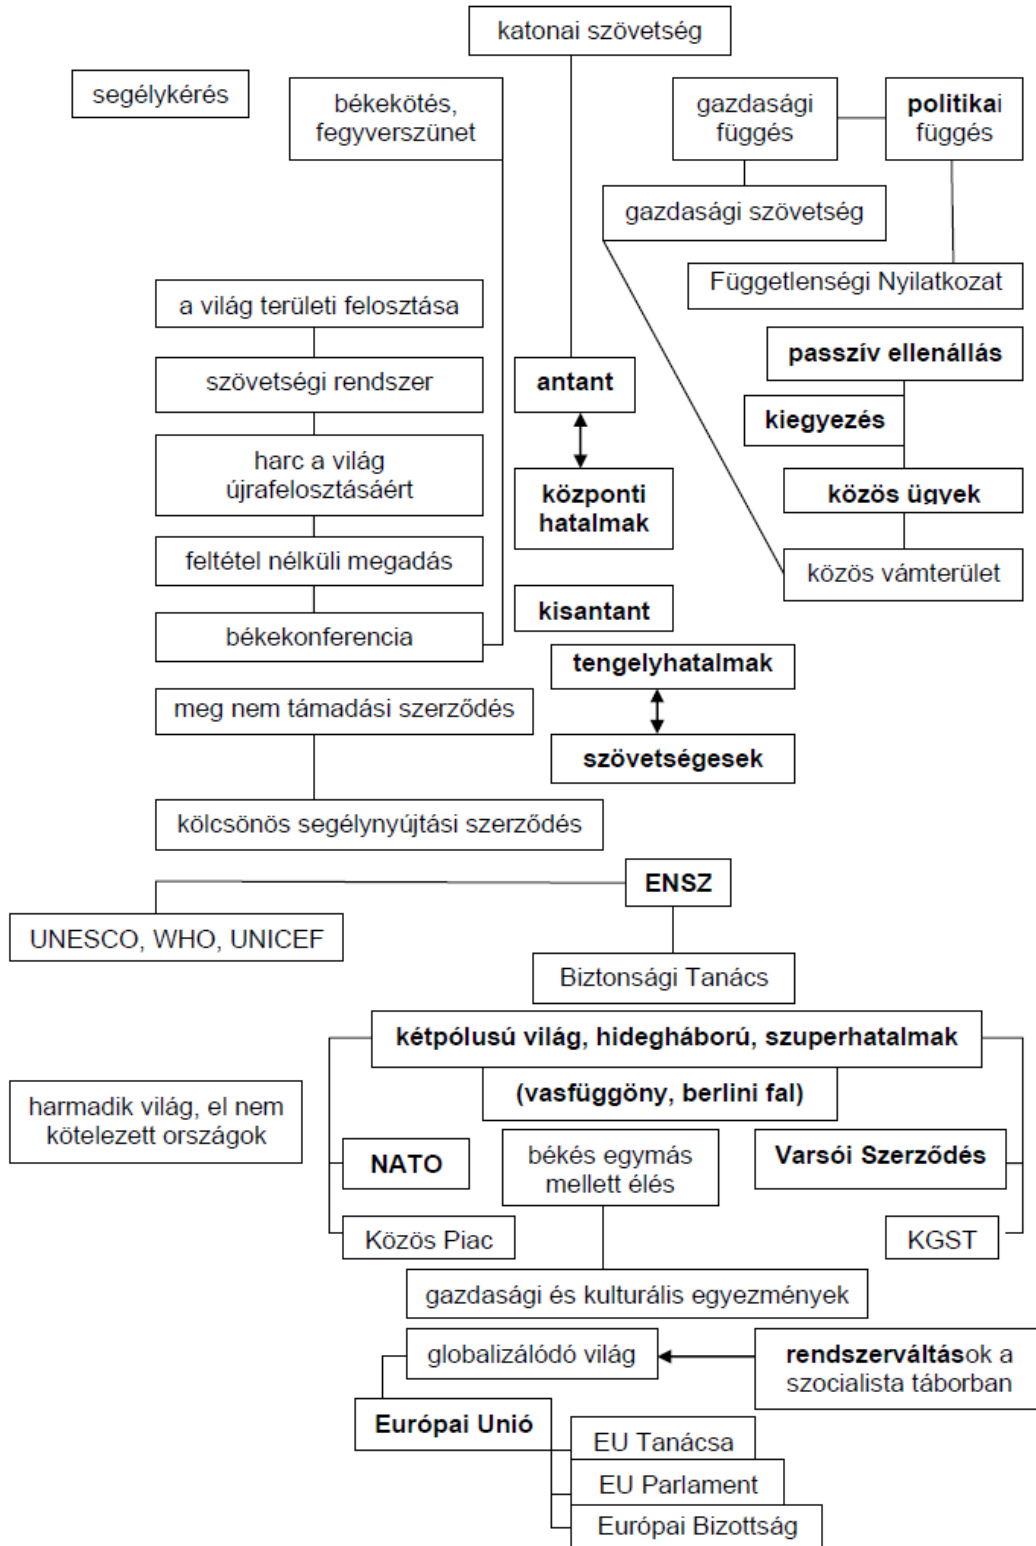 katonai szövetség
segélykérés
békekötés,
fegyverszünet
gazdasági
függés
politikai
függés
gazdasági szövetség
Függetlenségi Nyilatkozat
a világ területi felosztása
passzív ellenállás
szövetségi rendszer
antant
kiegyezés
harc a világ
újrafelosztásáért
központi
hatalmak
közös ügyek
feltétel nélküli megadás
közös vámterület
kisantant
békekonferencia
tengelyhatalmak
meg nem támadási szerződés
szövetségesek
kölcsönös segélynyújtási szerződés
ENSZ
UNESCO, WHO, UNICEF
Biztonsági Tanács
kétpólusú világ, hidegháború, szuperhatalmak
(vasfüggöny, berlini fal)
harmadik világ, el nem
kötelezett országok
NATO
békés egymás
mellett élés
Varsói Szerződés
Közös Piac
KGST
gazdasági és kulturális egyezmények
globalizálódó világ
rendszerváltások a
szocialista táborban
Európai Unió
EU Tanácsa
EU Parlament
Európai Bizottság